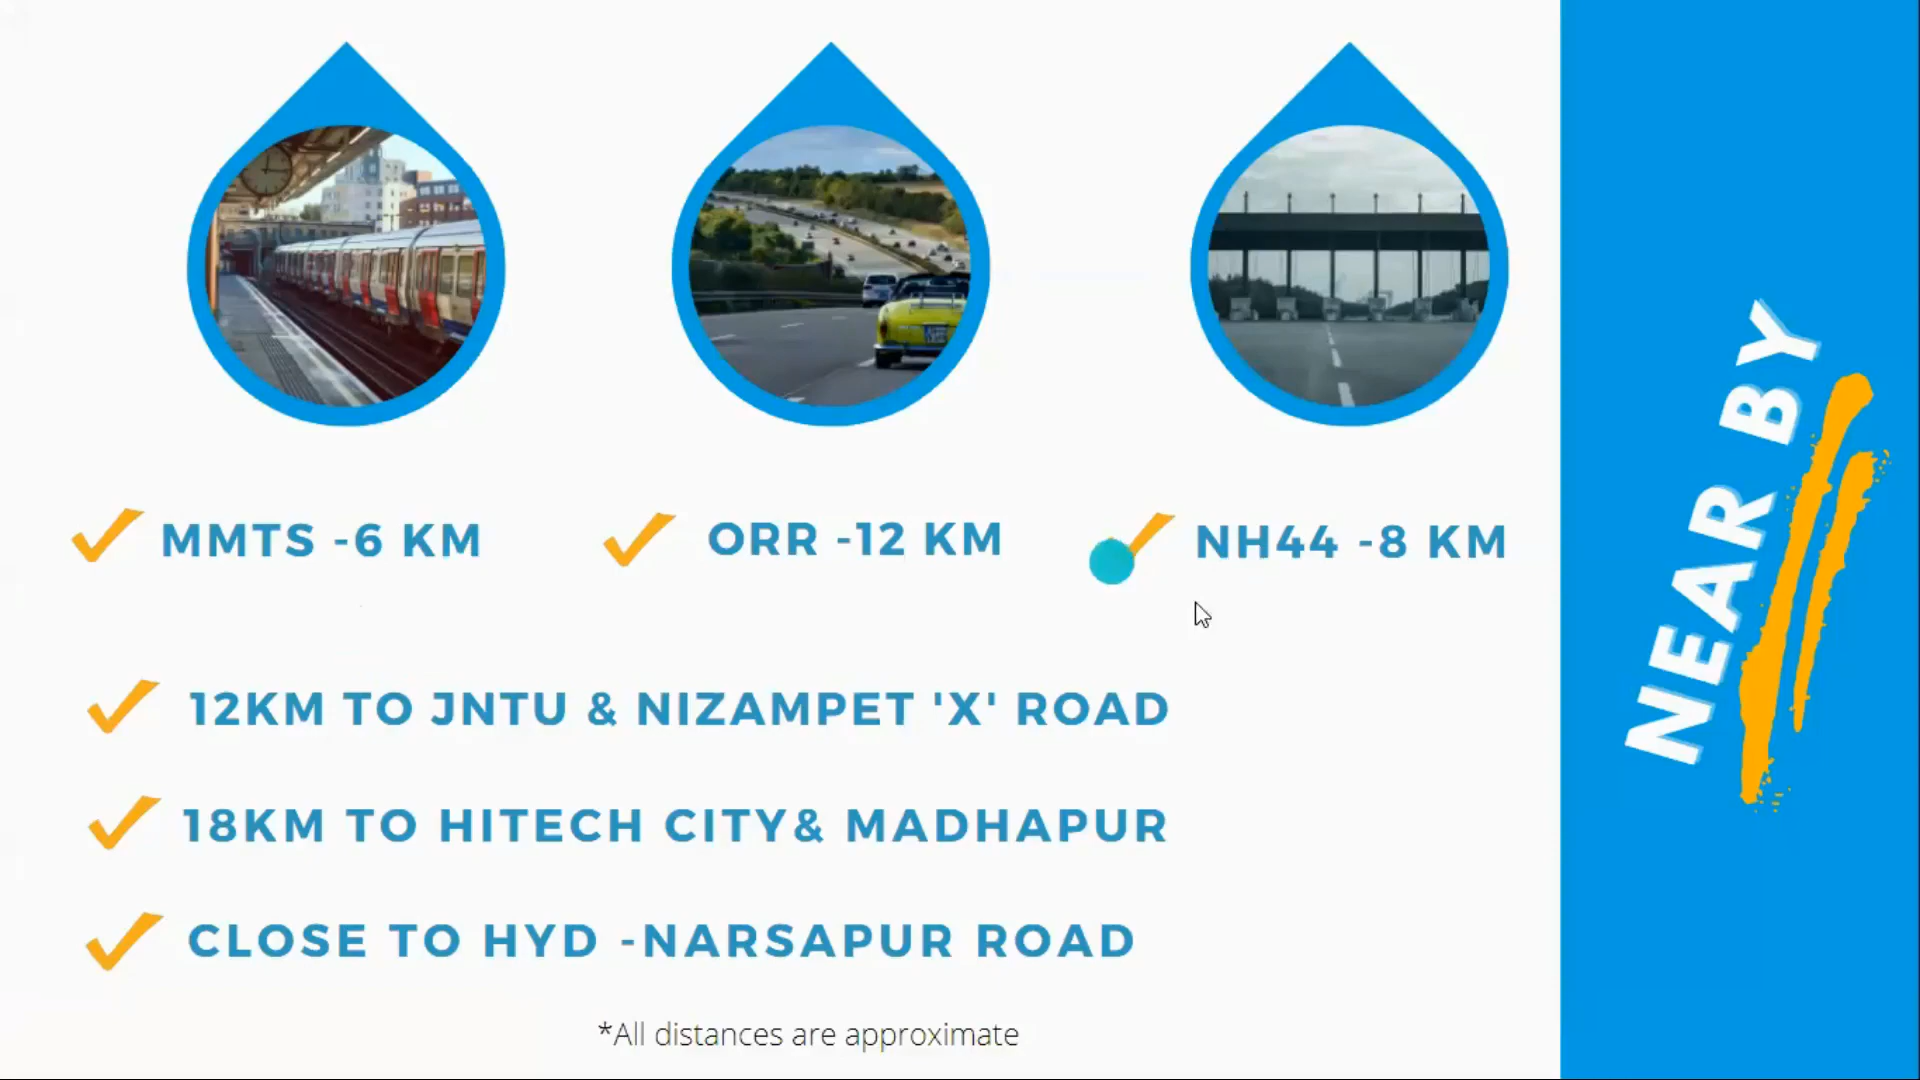 MMTS -6 KM
ORR -12 KM
NH44 -8 KM
12KM TO JNTU & NIZAMPET 'X' ROAD
18KM TO HITECH CITY& MADHAPUR
CLOSE TO HYD -NARSAPUR ROAD
*All distances are approximate
NEAR BY